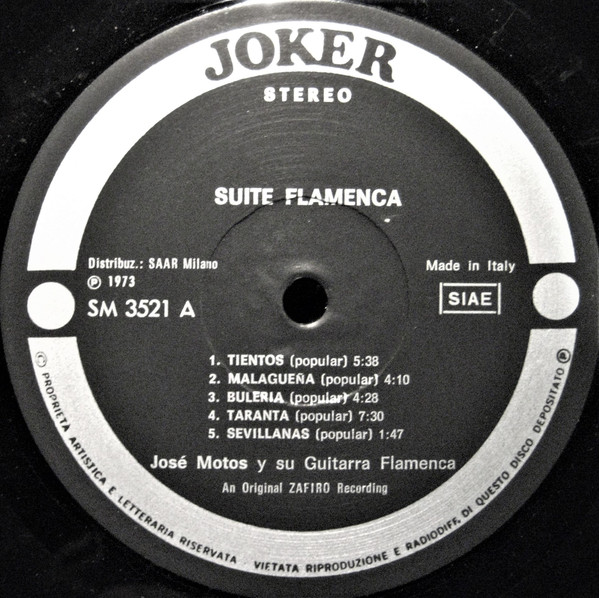 JOKER
STEREO
SUITE FLAMENCA
Distribuz.: SAAR Milano
Ⓟ 1973
SM 3521 A
Made in Italy
SIAE
1. TIENTOS (popular) 5:38
2. MALAGUEÑA (popular) 4:10
3. BULERIA (popular) 4:28
4. TARANTA (popular) 7:30
5. SEVILLANAS (popular) 1:47
José Motos y su Guitarra Flamenca
An Original ZAFIRO Recording
© PROPRIETA ARTISTICA E LETTERARIA RISERVATA VIETATA RIPRODUZIONE E RADIODIFF. DI QUESTO DISCO DEPOSITATO Ⓟ